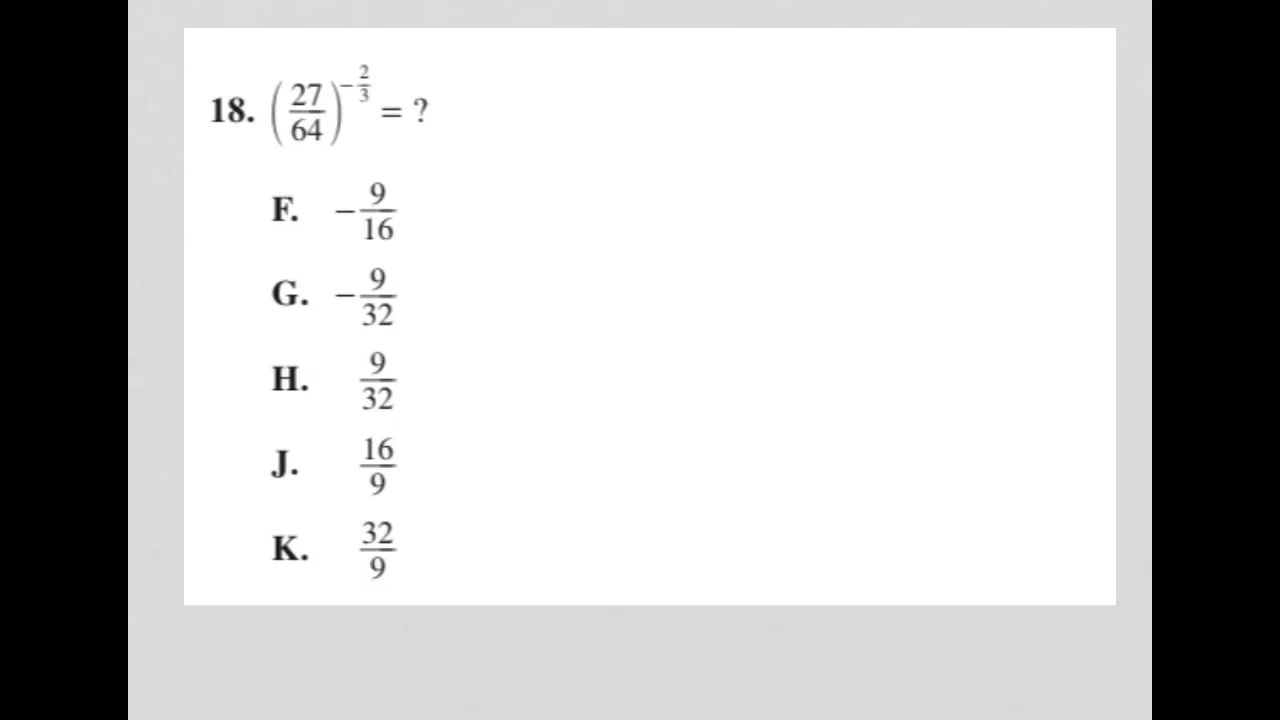 18. (27/64)^(-2/3) = ?
F. -9/16
G. -9/32
H. 9/32
J. 16/9
K. 32/9